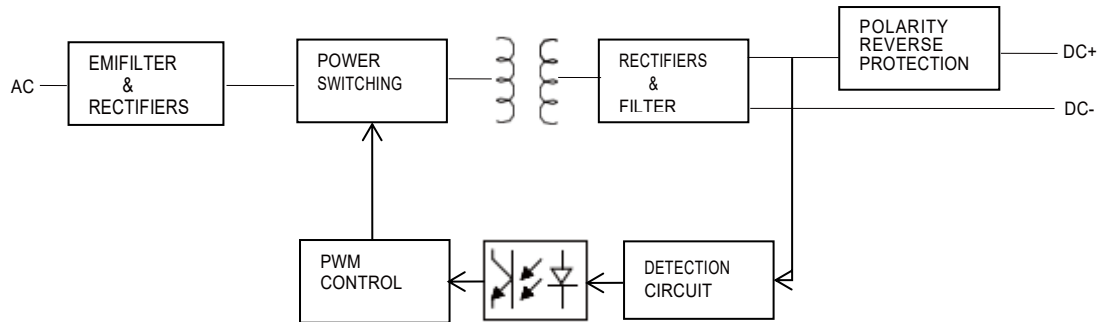 AC
EMIFILTER
&
RECTIFIERS
POWER
SWITCHING
RECTIFIERS
&
FILTER
POLARITY
REVERSE
PROTECTION
DC+
DC-
PWM
CONTROL
DETECTION
CIRCUIT